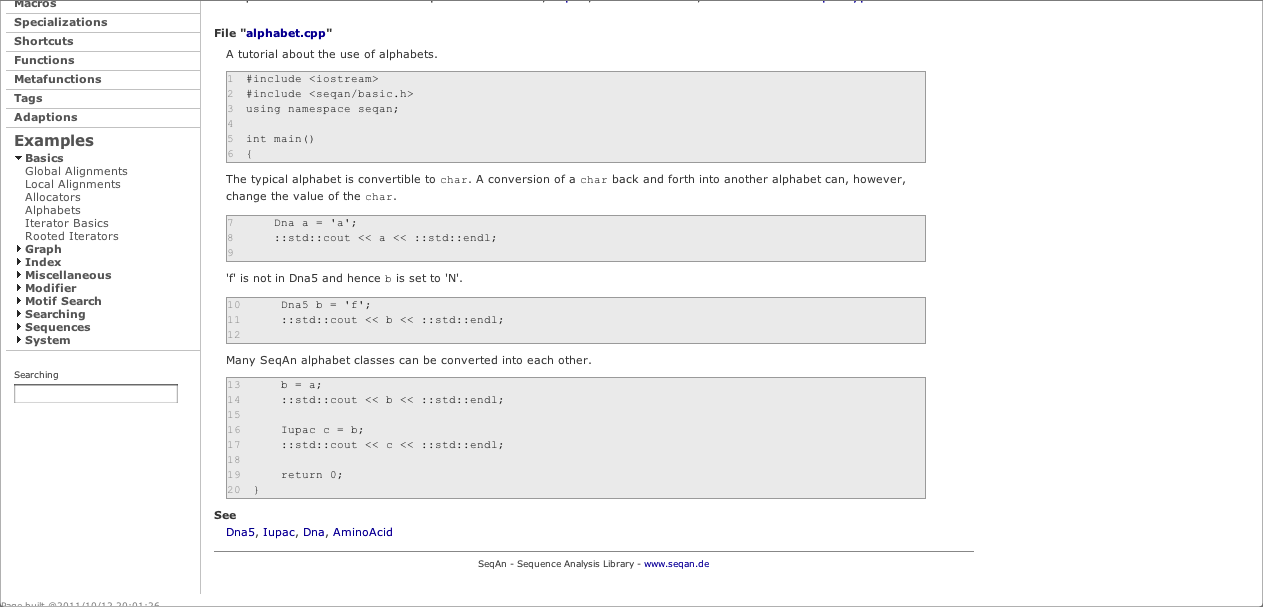 Macros
Specializations
Shortcuts
Functions
Metafunctions
Tags
Adaptions
Examples
Basics
Global Alignments
Local Alignments
Allocators
Alphabets
Iterator Basics
Rooted Iterators
Graph
Index
Miscellaneous
Modifier
Motif Search
Searching
Sequences
System
Searching
File "alphabet.cpp"
A tutorial about the use of alphabets.
1 #include <iostream>
2 #include <seqan/basic.h>
3 using namespace seqan;
4
5 int main()
6 {
The typical alphabet is convertible to char. A conversion of a char back and forth into another alphabet can, however,
change the value of the char.
7 Dna a = 'a';
8 ::std::cout << a << ::std::endl;
9
'f' is not in Dna5 and hence b is set to 'N'.
10 Dna5 b = 'f';
11 ::std::cout << b << ::std::endl;
12
Many SeqAn alphabet classes can be converted into each other.
13 b = a;
14 ::std::cout << b << ::std::endl;
15
16 Iupac c = b;
17 ::std::cout << c << ::std::endl;
18
19 return 0;
20 }
See
Dna5, Iupac, Dna, AminoAcid
SeqAn - Sequence Analysis Library - www.seqan.de
Page built @2011/10/12 20:01:26